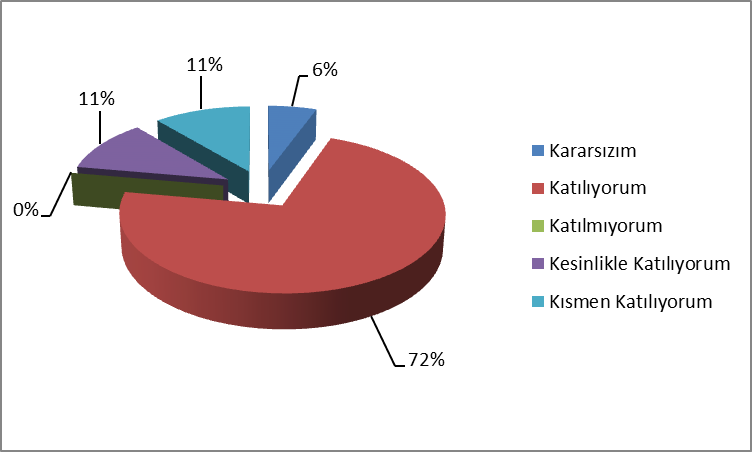 11%
6%
11%
0%
72%
Kararsızım
Katılıyorum
Katılmıyorum
Kesinlikle Katılıyorum
Kısmen Katılıyorum